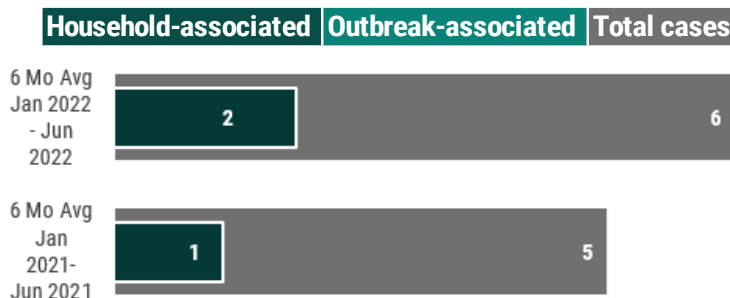 Household-associated Outbreak-associated Total cases
6 Mo Avg
Jan 2022
- Jun
2022
2
6
6 Mo Avg
Jan
2021-
Jun 2021
1
5